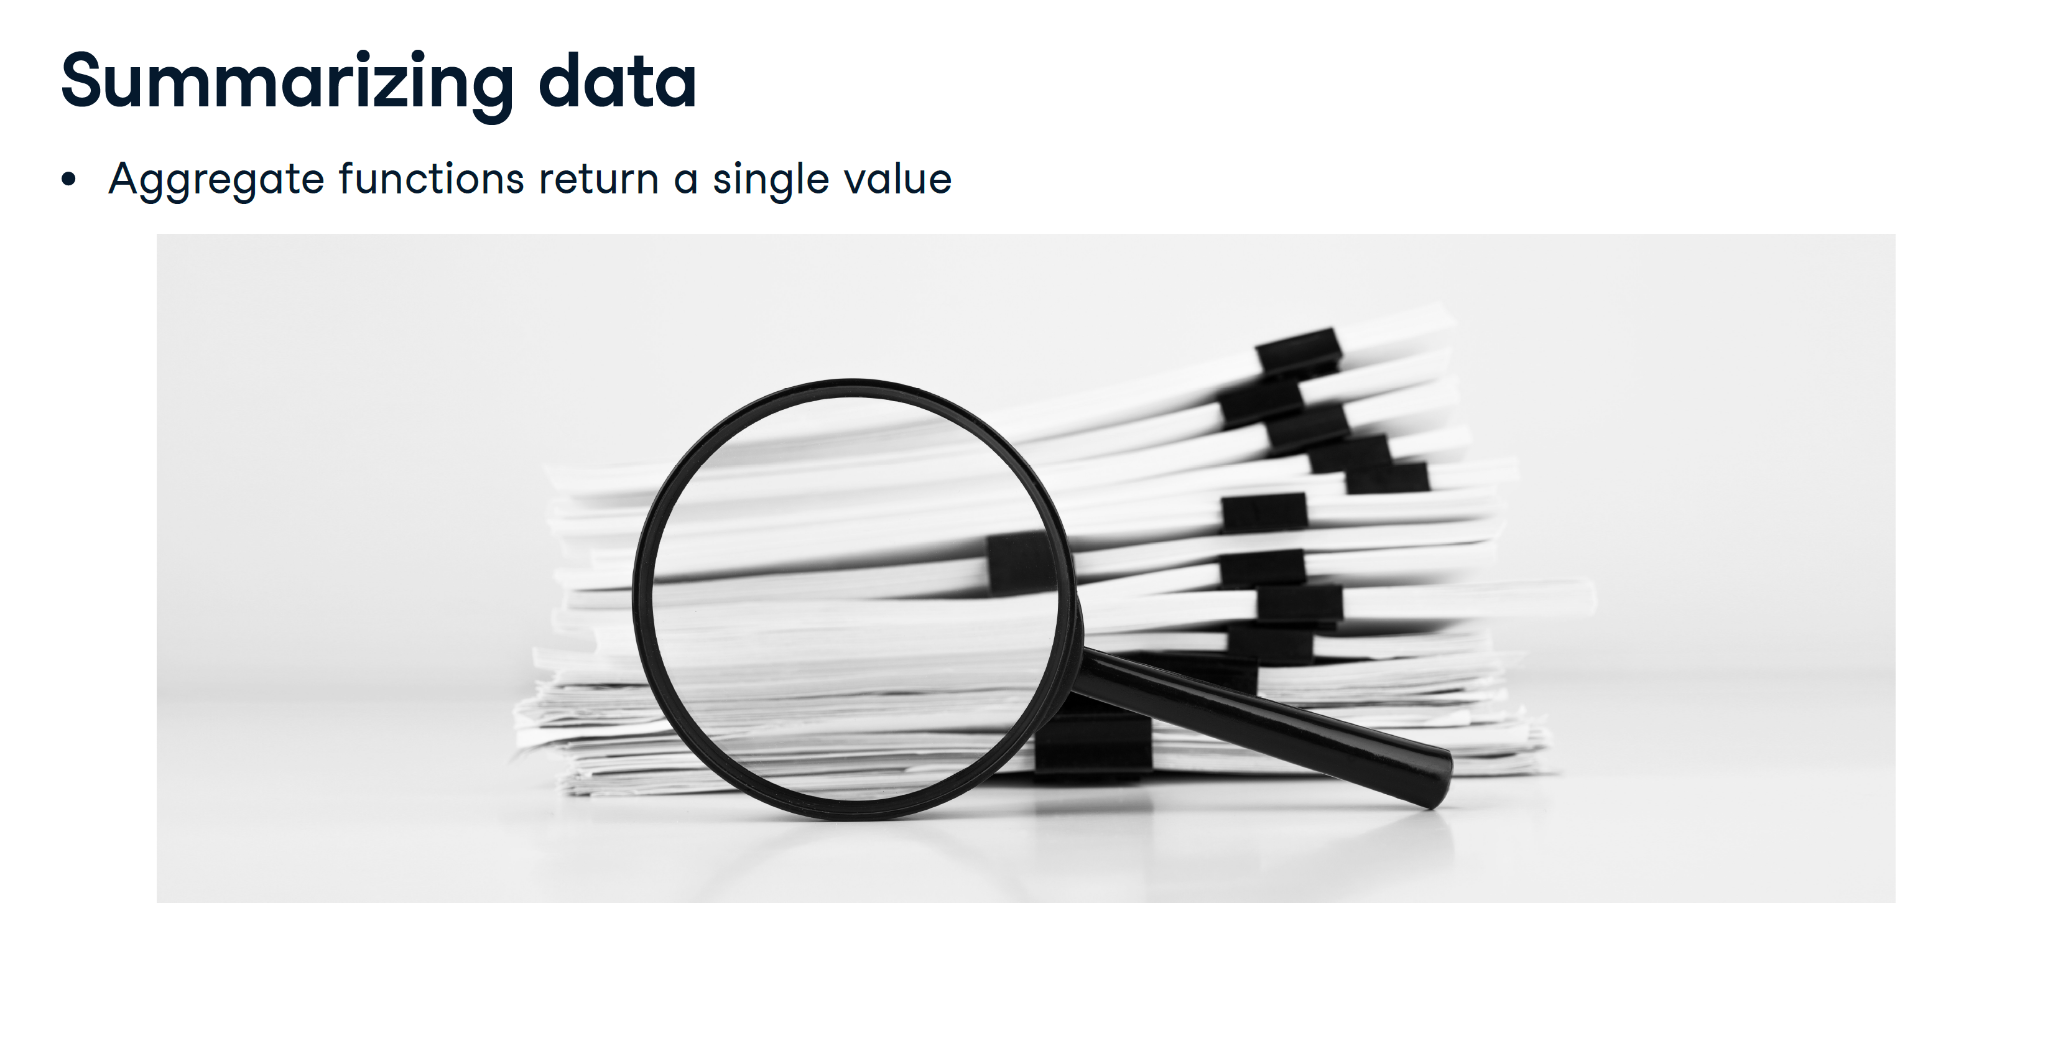 Summarizing data
• Aggregate functions return a single value